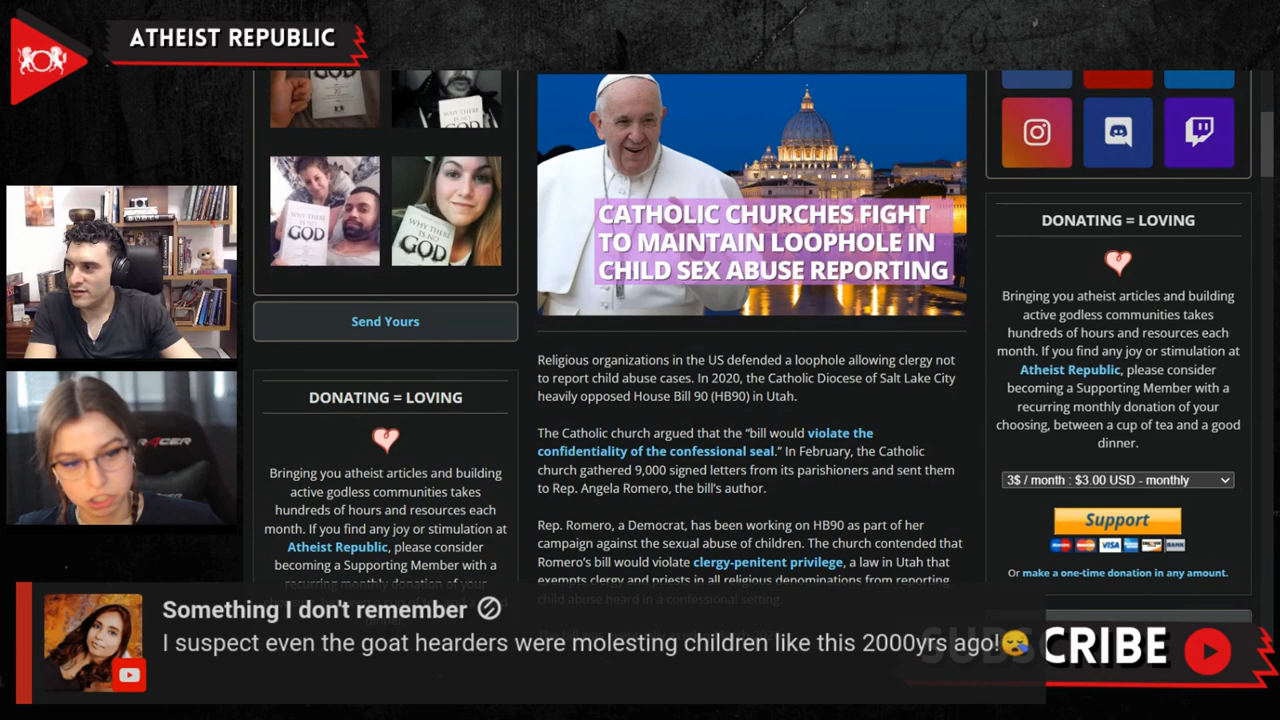 ATHEIST REPUBLIC
WHY THERE IS NO
GOD
WHY THERE
IS NO
GOD
WHY THERE
IS NO
GOD
Send Yours
DONATING = LOVING
Bringing you atheist articles and building
active godless communities takes
hundreds of hours and resources each
month. If you find any joy or stimulation at
Atheist Republic, please consider
becoming a Supporting Member with a
recurring monthly donation of your
CATHOLIC CHURCHES FIGHT
TO MAINTAIN LOOPHOLE IN
CHILD SEX ABUSE REPORTING
Religious organizations in the US defended a loophole allowing clergy not
to report child abuse cases. In 2020, the Catholic Diocese of Salt Lake City
heavily opposed House Bill 90 (HB90) in Utah.
The Catholic church argued that the “bill would violate the
confidentiality of the confessional seal.” In February, the Catholic
church gathered 9,000 signed letters from its parishioners and sent them
to Rep. Angela Romero, the bill’s author.
Rep. Romero, a Democrat, has been working on HB90 as part of her
campaign against the sexual abuse of children. The church contended that
Romero’s bill would violate clergy-penitent privilege, a law in Utah that
exempts clergy and priests in all religious denominations from reporting
child abuse heard in a confessional setting.
DONATING = LOVING
Bringing you atheist articles and building
active godless communities takes
hundreds of hours and resources each
month. If you find any joy or stimulation at
Atheist Republic, please consider
becoming a Supporting Member with a
recurring monthly donation of your
choosing, between a cup of tea and a good
dinner.
3$ / month : $3.00 USD - monthly
Support
VISA
BANK
Or make a one-time donation in any amount.
Something I don't remember
I suspect even the goat hearders were molesting children like this 2000yrs ago!😪
SUBSCRIBE